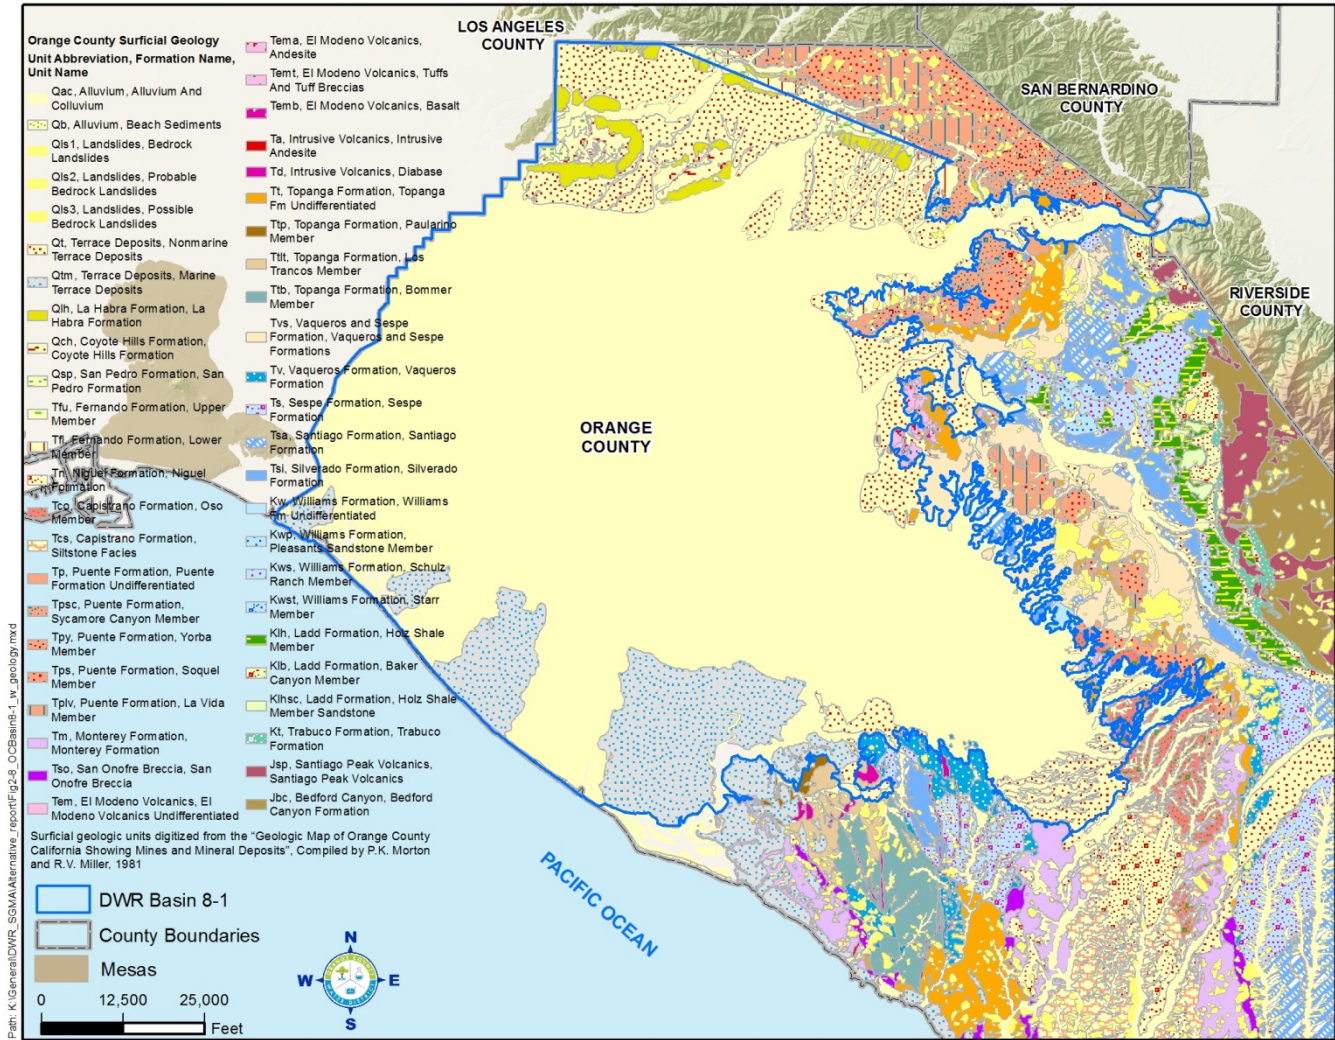 LOS ANGELES
COUNTY
SAN BERNARDINO
COUNTY
RIVERSIDE
COUNTY
ORANGE
COUNTY
PACIFIC OCEAN
Orange County Surficial Geology
Unit Abbreviation, Formation Name,
Unit Name
Qac, Alluvium, Alluvium And
Colluvium
Qb, Alluvium, Beach Sediments
Qls1, Landslides, Bedrock
Landslides
Qls2, Landslides, Probable
Bedrock Landslides
Qls3, Landslides, Possible
Bedrock Landslides
Qt, Terrace Deposits, Nonmarine
Terrace Deposits
Qtm, Terrace Deposits, Marine
Terrace Deposits
Qlh, La Habra Formation, La
Habra Formation
Qch, Coyote Hills Formation,
Coyote Hills Formation
Qsp, San Pedro Formation, San
Pedro Formation
Tfu, Fernando Formation, Upper
Member
Tfl, Fernando Formation, Lower
Member
Tn, Niguel Formation, Niguel
Formation
Tco, Capistrano Formation, Oso
Member
Tcs, Capistrano Formation,
Siltstone Facies
Tp, Puente Formation, Puente
Formation Undifferentiated
Tpsc, Puente Formation,
Sycamore Canyon Member
Tpy, Puente Formation, Yorba
Member
Tps, Puente Formation, Soquel
Member
Tplv, Puente Formation, La Vida
Member
Tm, Monterey Formation,
Monterey Formation
Tso, San Onofre Breccia, San
Onofre Breccia
Tem, El Modeno Volcanics, El
Modeno Volcanics Undifferentiated
Tema, El Modeno Volcanics,
Andesite
Temt, El Modeno Volcanics, Tuffs
And Tuff Breccias
Temb, El Modeno Volcanics, Basalt
Ta, Intrusive Volcanics, Intrusive
Andesite
Td, Intrusive Volcanics, Diabase
Tt, Topanga Formation, Topanga
Fm Undifferentiated
Ttp, Topanga Formation, Paularino
Member
Ttlt, Topanga Formation, Los
Trancos Member
Ttb, Topanga Formation, Bommer
Member
Tvs, Vaqueros and Sespe
Formation, Vaqueros and Sespe
Formations
Tv, Vaqueros Formation, Vaqueros
Formation
Ts, Sespe Formation, Sespe
Formation
Tsa, Santiago Formation, Santiago
Formation
Tsi, Silverado Formation, Silverado
Formation
Kw, Williams Formation, Williams
Fm Undifferentiated
Kwp, Williams Formation,
Pleasants Sandstone Member
Kws, Williams Formation, Schulz
Ranch Member
Kwst, Williams Formation, Starr
Member
Klh, Ladd Formation, Holz Shale
Member
Klb, Ladd Formation, Baker
Canyon Member
Klhsc, Ladd Formation, Holz Shale
Member Sandstone
Kt, Trabuco Formation, Trabuco
Formation
Jsp, Santiago Peak Volcanics,
Santiago Peak Volcanics
Jbc, Bedford Canyon, Bedford
Canyon Formation
Surficial geologic units digitized from the "Geologic Map of Orange County
California Showing Mines and Mineral Deposits", Compiled by P.K. Morton
and R.V. Miller, 1981
DWR Basin 8-1
County Boundaries
Mesas
0 12,500 25,000
Feet
N
W E
S
Path: K:\General\DWR_SGMA\Alternative_report\Fig2-8_OCBasin8-1_w_geology.mxd